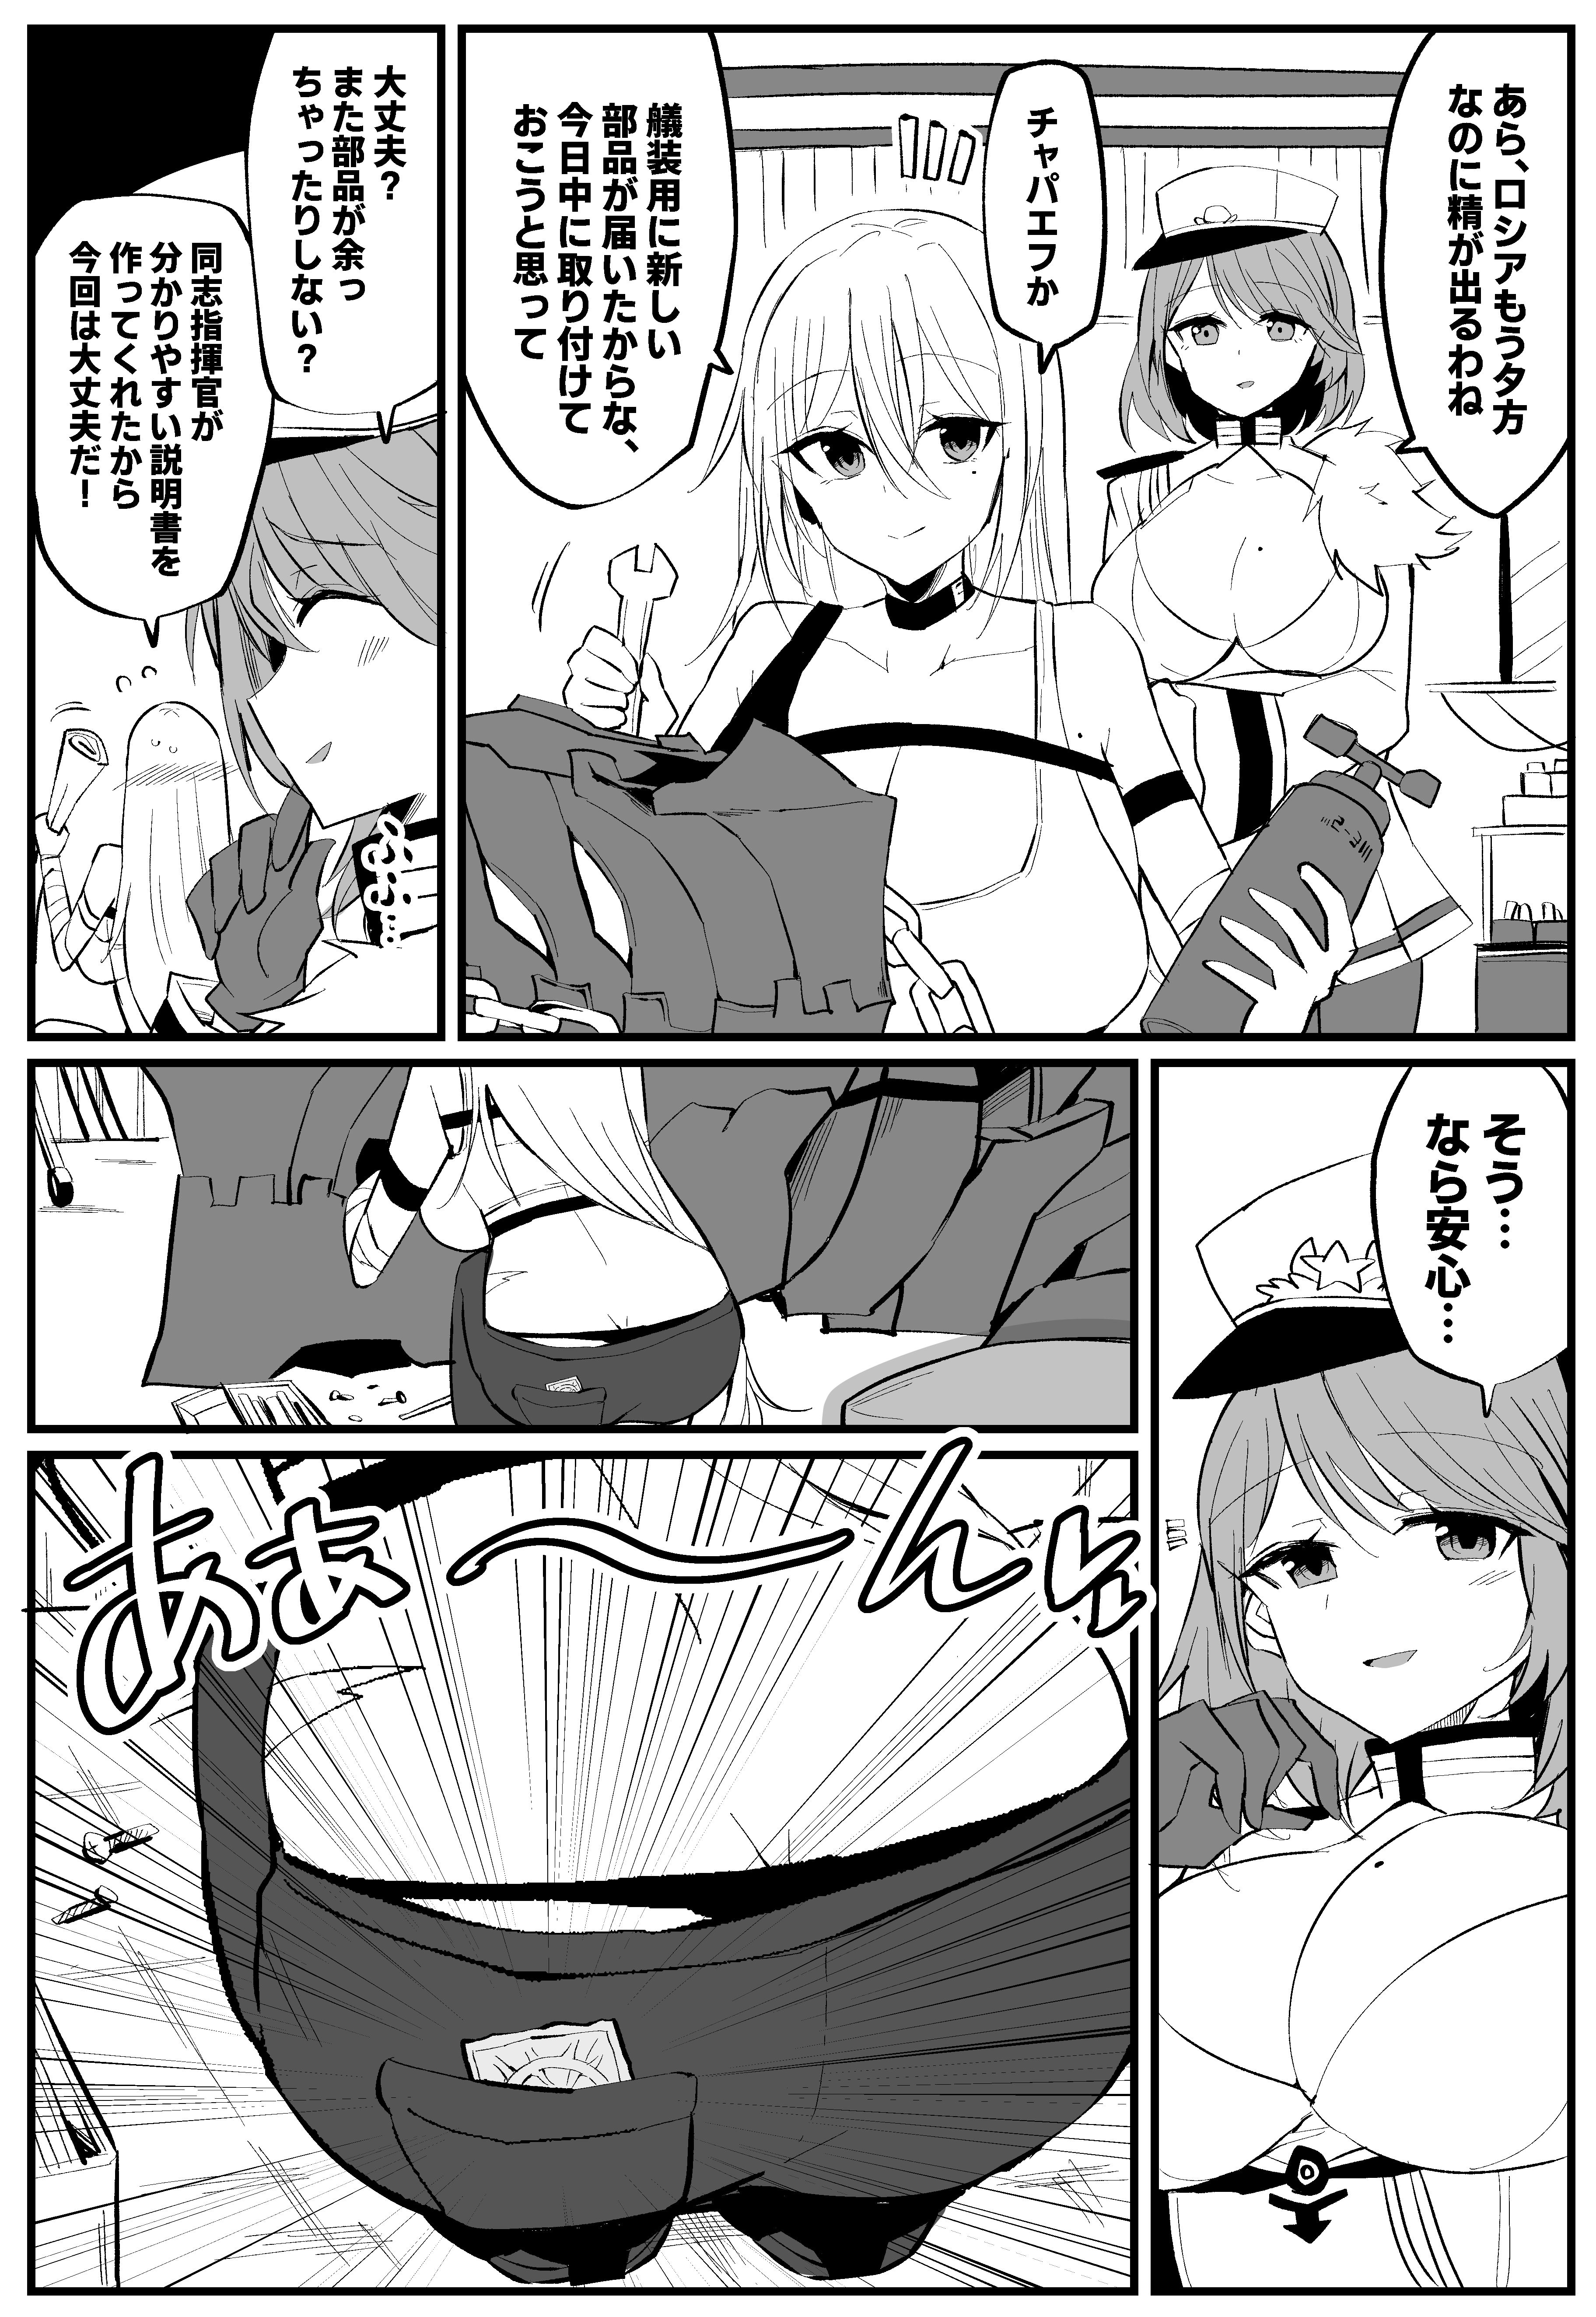 あら、ロシアもう夕方
なのに精が出るわね
チャパエフか
艤装用に新しい
部品が届いたからな、
今日中に取り付けて
おこうと思って
大丈夫?
また部品が余っ
ちゃったりしない?
同志指揮官が
分かりやすい説明書を
作ってくれたから
今回は大丈夫だ!
ふふ…
そう…
なら安心…
あぁ~んッ